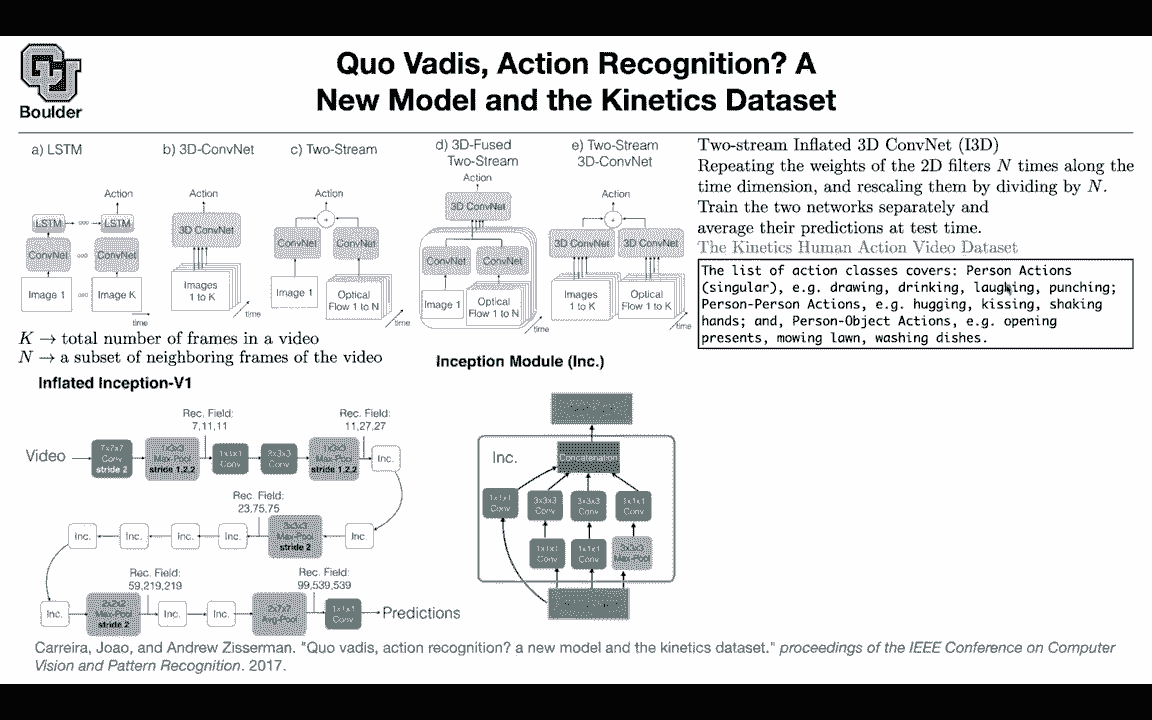 Boulder
Quo Vadis, Action Recognition? A
New Model and the Kinetics Dataset
a) LSTM
Action
LSTM
LSTM
ConvNet
ConvNet
Image 1
Image K
time
b) 3D-ConvNet
Action
3D ConvNet
Images
1 to K
time
c) Two-Stream
Action
+
ConvNet
ConvNet
Image 1
Optical
Flow 1 to N
time
d) 3D-Fused
Two-Stream
Action
3D ConvNet
ConvNet
ConvNet
Image 1
Optical
Flow 1 to N
time
e) Two-Stream
3D-ConvNet
Action
+
3D ConvNet
3D ConvNet
Images
1 to K
Optical
Flow 1 to K
time
K → total number of frames in a video
N → a subset of neighboring frames of the video
Two-stream Inflated 3D ConvNet (I3D)
Repeating the weights of the 2D filters N times along the
time dimension, and rescaling them by dividing by N.
Train the two networks separately and
average their predictions at test time.
The Kinetics Human Action Video Dataset
The list of action classes covers: Person Actions
(singular), e.g. drawing, drinking, laughing, punching;
Person-Person Actions, e.g. hugging, kissing, shaking
hands; and, Person-Object Actions, e.g. opening
presents, mowing lawn, washing dishes.
Inflated Inception-V1
Video
7x7x7
Conv
stride 2
1x3x3
Max-Pool
stride 1,2,2
Rec. Field:
7,11,11
1x1x1
Conv
3x3x3
Conv
1x3x3
Max-Pool
stride 1,2,2
Rec. Field:
11,27,27
Inc.
Inc.
3x3x3
Max-Pool
stride 2
Rec. Field:
23,75,75
Inc.
Inc.
Inc.
Inc.
Inc.
2x2x2
Max-Pool
stride 2
Rec. Field:
59,219,219
Inc.
Inc.
2x7x7
Avg-Pool
Rec. Field:
99,539,539
1x1x1
Conv
Predictions
Inception Module (Inc.)
Inc.
Concatenation
1x1x1
Conv
3x3x3
Conv
3x3x3
Conv
1x1x1
Conv
1x1x1
Conv
1x1x1
Conv
3x3x3
Max-Pool
Carreira, Joao, and Andrew Zisserman. "Quo vadis, action recognition? a new model and the kinetics dataset." proceedings of the IEEE Conference on Computer
Vision and Pattern Recognition. 2017.